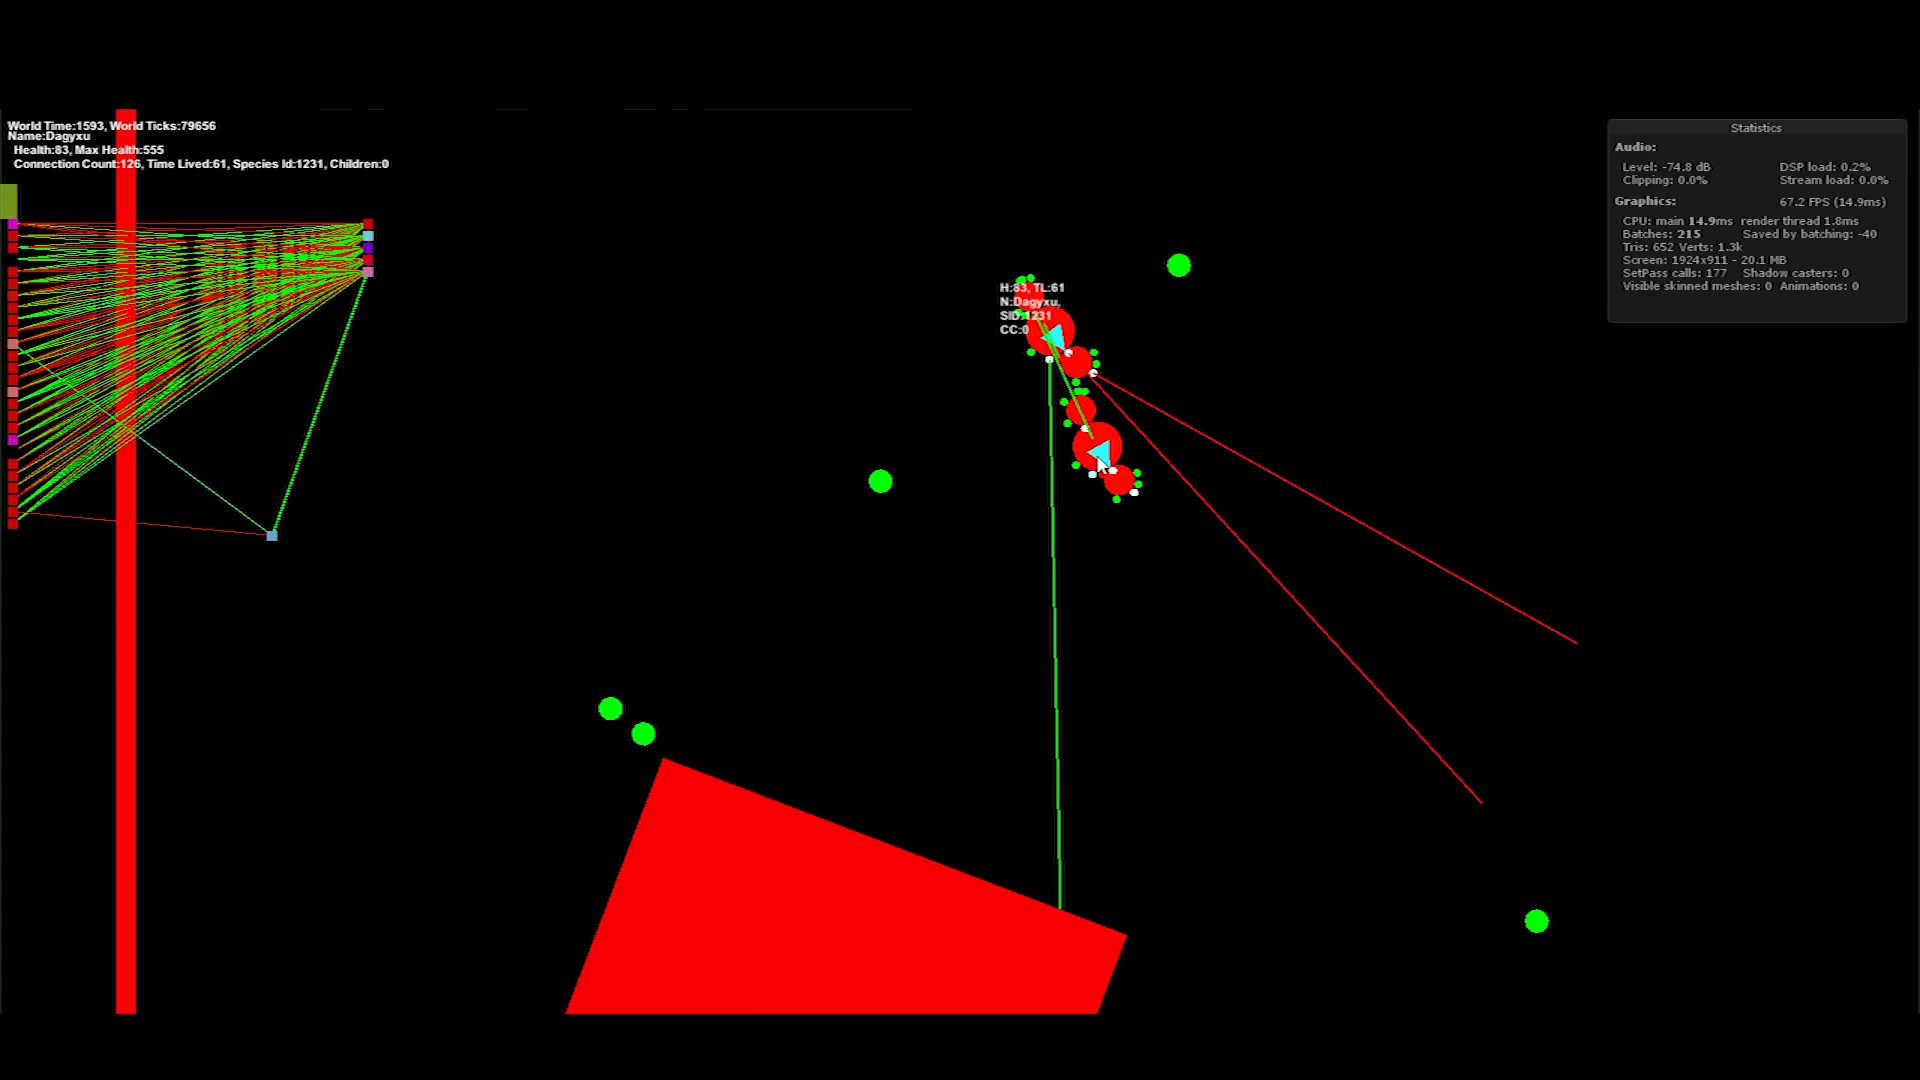 World Time:1593, World Ticks:79656
Name:Dagyxu
Health:83, Max Health:555
Connection Count:126, Time Lived:61, Species Id:1231, Children:0
H:83, TL:61
N:Dagyxu,
SID:1231
CC:0
Statistics
Audio:
Level: -74.8 dB DSP load: 0.2%
Clipping: 0.0% Stream load: 0.0%
Graphics: 67.2 FPS (14.9ms)
CPU: main 14.9ms render thread 1.8ms
Batches: 215 Saved by batching: -40
Tris: 652 Verts: 1.3k
Screen: 1924x911 - 20.1 MB
SetPass calls: 177 Shadow casters: 0
Visible skinned meshes: 0 Animations: 0